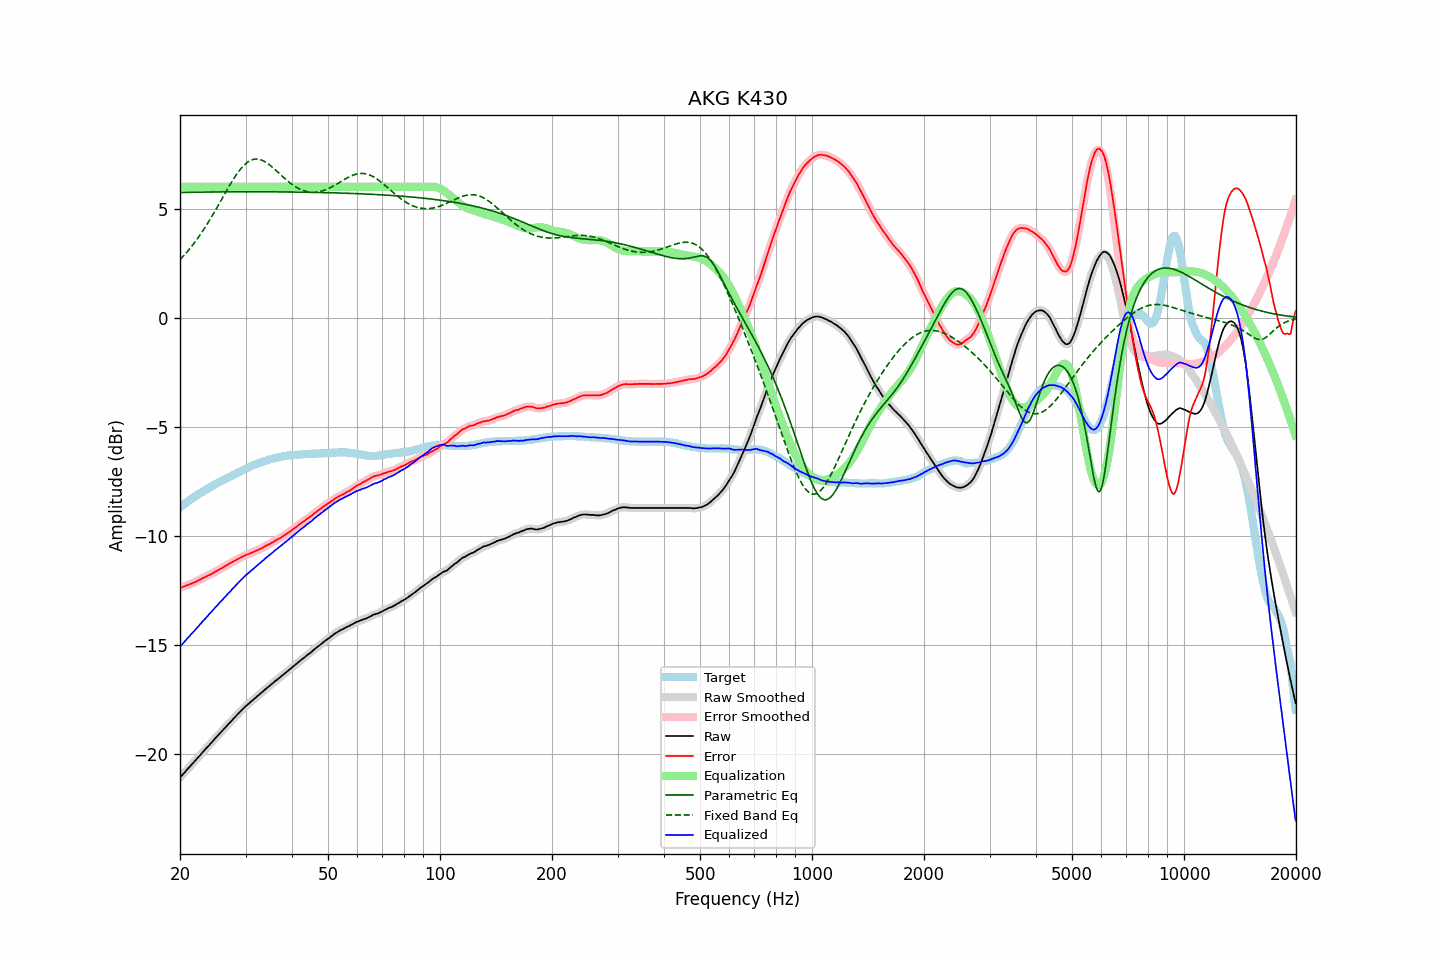 AKG K430
Amplitude (dBr)
5
0
−5
−10
−15
−20
Target
Raw Smoothed
Error Smoothed
Raw
Error
Equalization
Parametric Eq
Fixed Band Eq
Equalized
20 50 100 200 500 1000 2000 5000 10000 20000
Frequency (Hz)